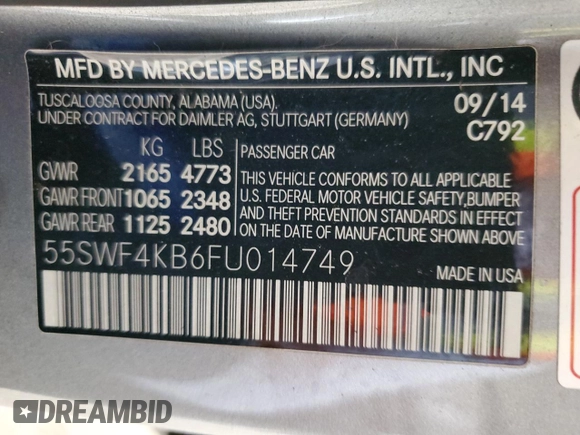 MFD BY MERCEDES-BENZ U.S. INTL., INC
TUSCALOOSA COUNTY, ALABAMA (USA). 09/14
UNDER CONTRACT FOR DAIMLER AG, STUTTGART (GERMANY) C792
KG LBS PASSENGER CAR
GVWR 2165 4773 THIS VEHICLE CONFORMS TO ALL APPLICABLE
GAWR FRONT 1065 2348 U.S. FEDERAL MOTOR VEHICLE SAFETY,BUMPER
GAWR REAR 1125 2480 AND THEFT PREVENTION STANDARDS IN EFFECT
ON THE DATE OF MANUFACTURE SHOWN ABOVE.
55SWF4KB6FU014749 MADE IN USA
DREAMBID